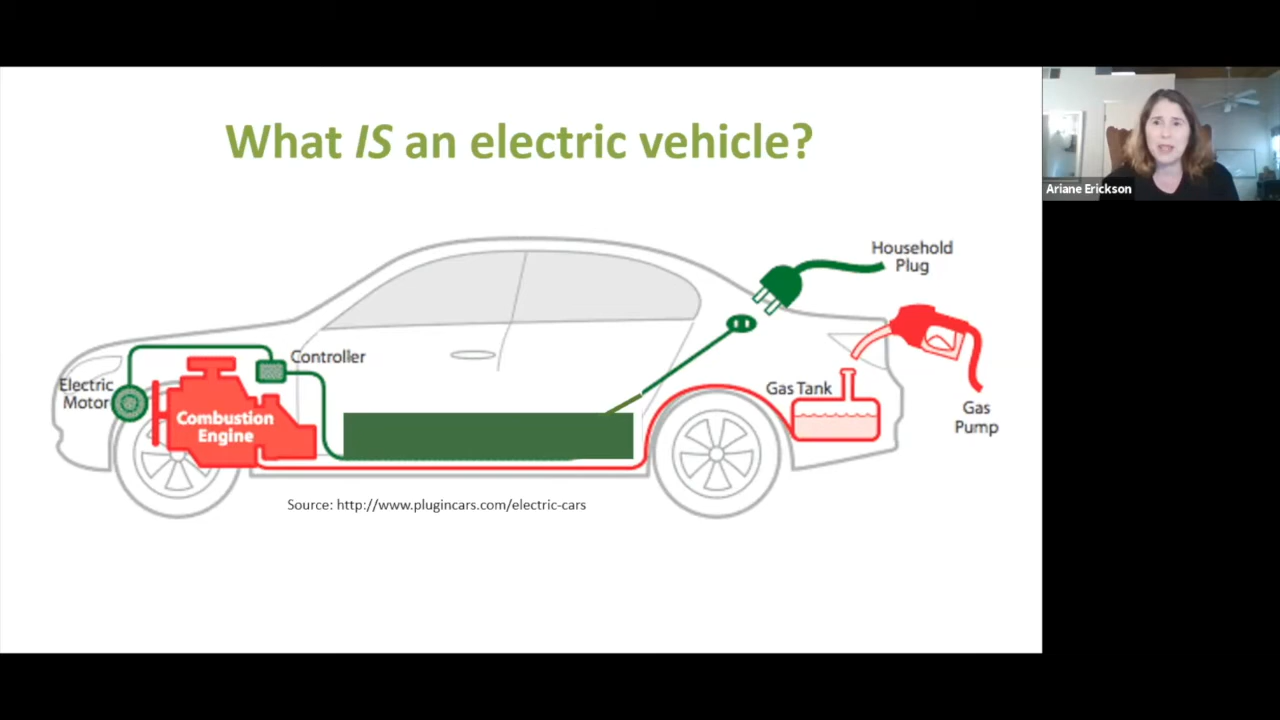 What IS an electric vehicle?
Ariane Erickson
Household
Plug
Controller
Electric
Motor
Combustion
Engine
Gas Tank
Gas
Pump
Source: http://www.plugincars.com/electric-cars